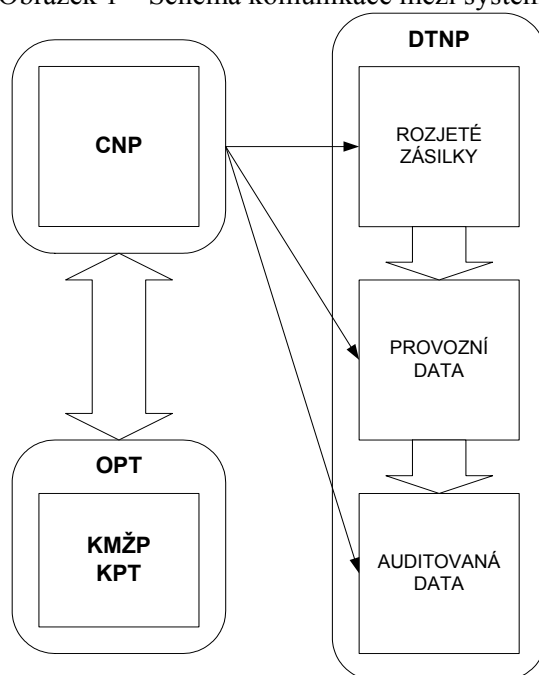 Obrázek 1 – Schéma komunikace mezi systém
DTNP
CNP
ROZJETÉ
ZÁSILKY
PROVOZNÍ
DATA
OPT
KMŽP
KPT
AUDITOVANÁ
DATA